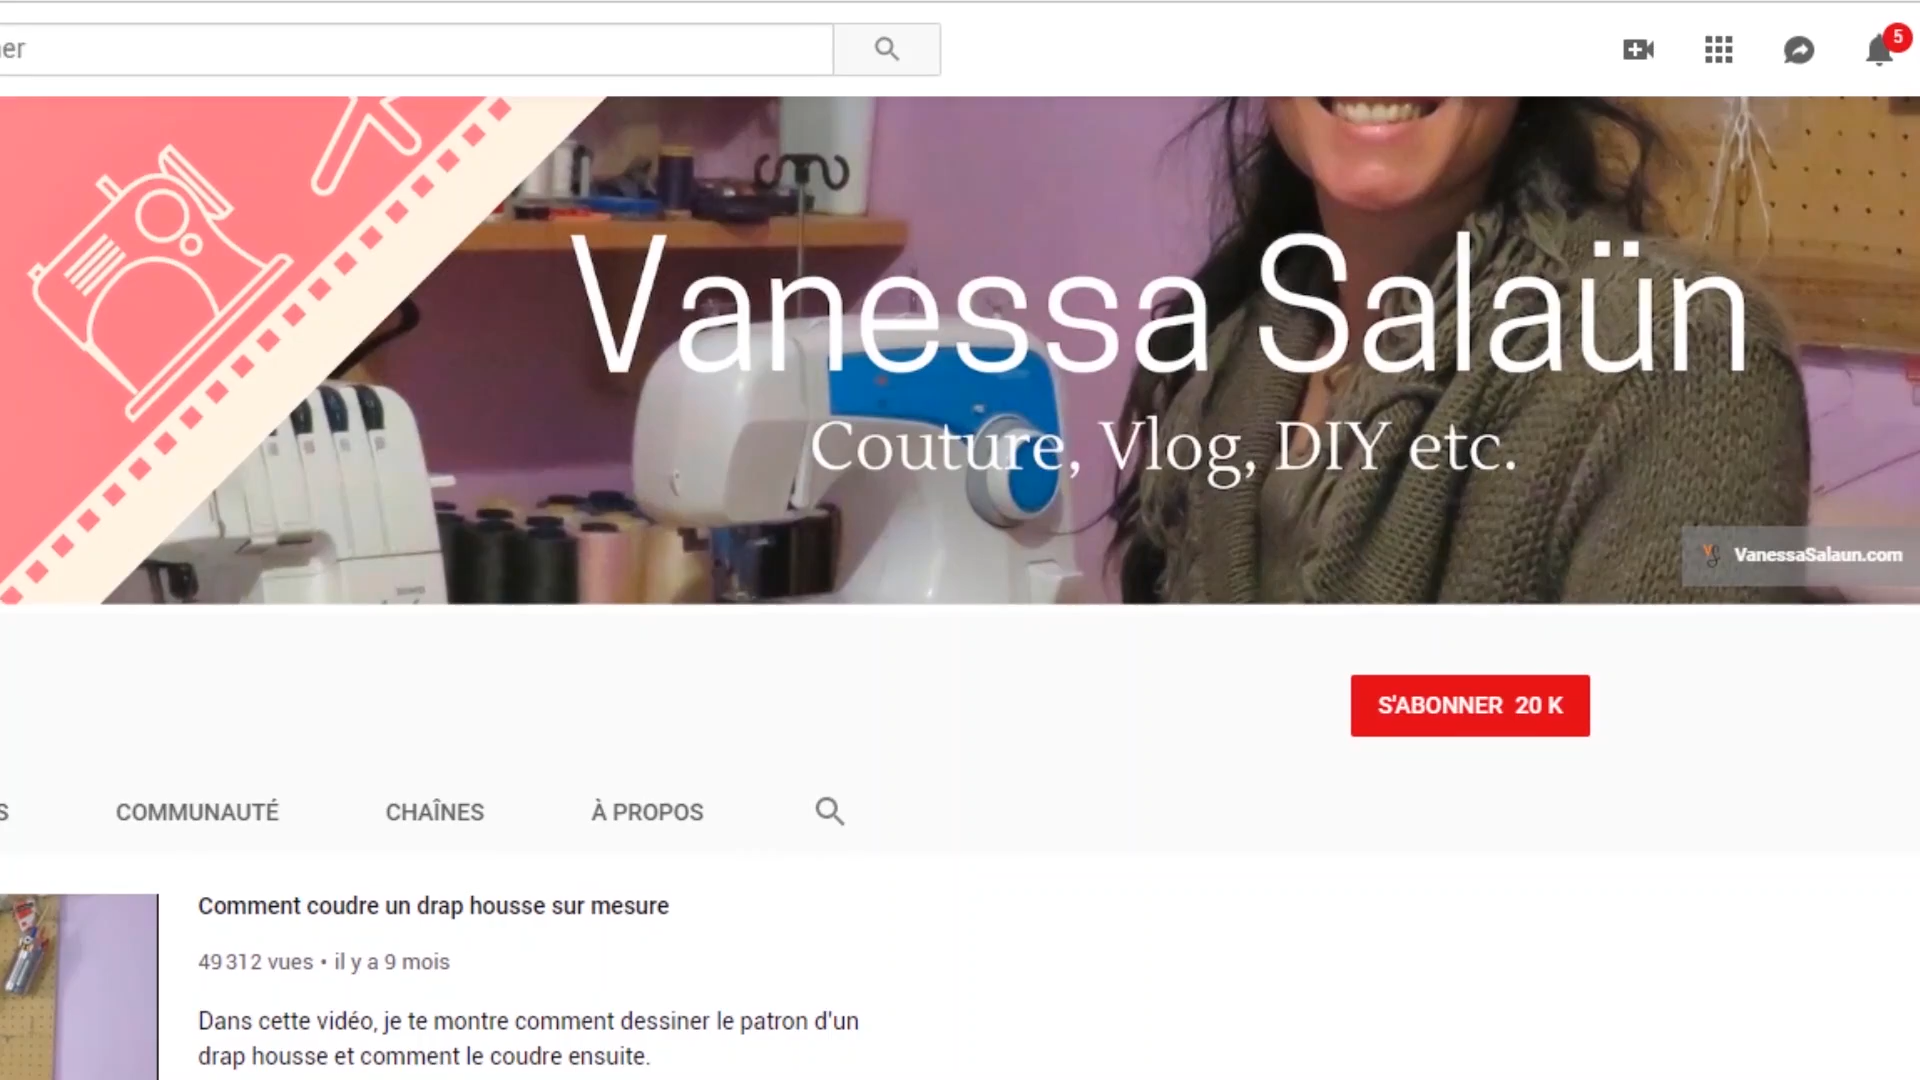 er
5
Vanessa Salaün
Couture, Vlog, DIY etc.
VanessaSalaun.com
S'ABONNER 20 K
S
COMMUNAUTÉ
CHAÎNES
À PROPOS
Comment coudre un drap housse sur mesure
49 312 vues • il y a 9 mois
Dans cette vidéo, je te montre comment dessiner le patron d'un
drap housse et comment le coudre ensuite.